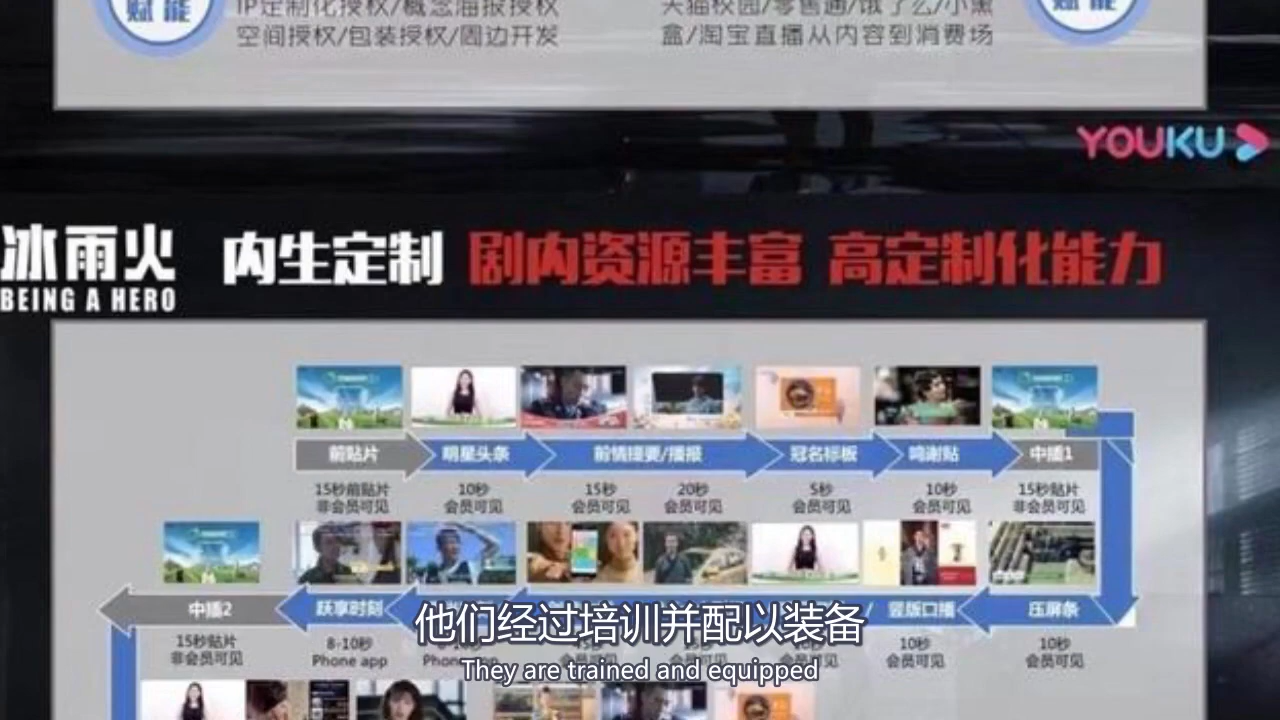 赋能
IP定制化授权/概念海报授权
空间授权/包装授权/周边开发
天猫校园/零售通/饿了么/小黑
盒/淘宝直播从内容到消费场
赋能
YOUKU
冰雨火
BEING A HERO
内生定制 剧内资源丰富 高定制化能力
前贴片 明星头条 前情提要/播报 冠名标板 鸣谢贴 中插1
15秒前贴片 10秒 15秒 20秒 5秒 10秒 15秒贴片
非会员可见 会员可见 会员可见 会员可见 会员可见 会员可见 非会员可见
中插2 跃享时刻 / 竖版口播 压屏条
15秒贴片 8-10秒 10秒 10秒
非会员可见 Phone app 会员可见 会员可见
他们经过培训并配以装备
They are trained and equipped